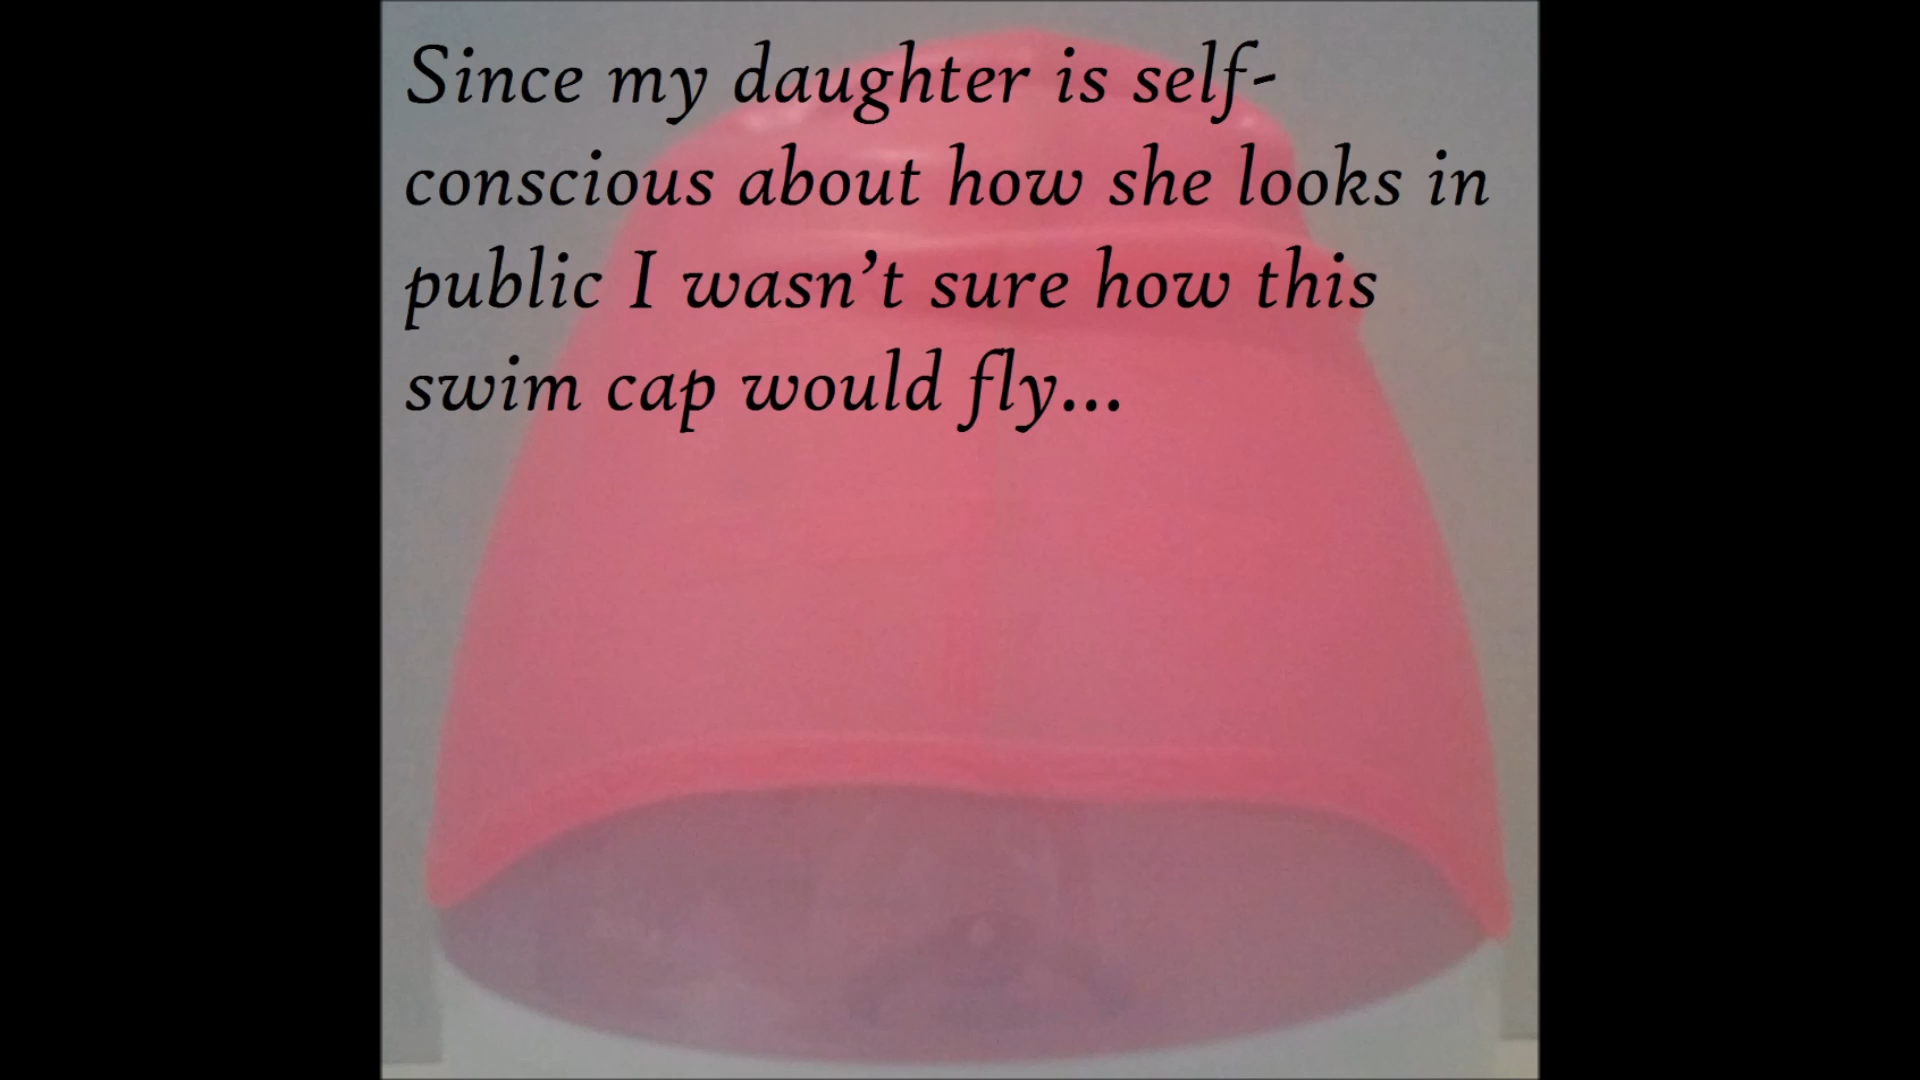 Since my daughter is self-
conscious about how she looks in
public I wasn’t sure how this
swim cap would fly...